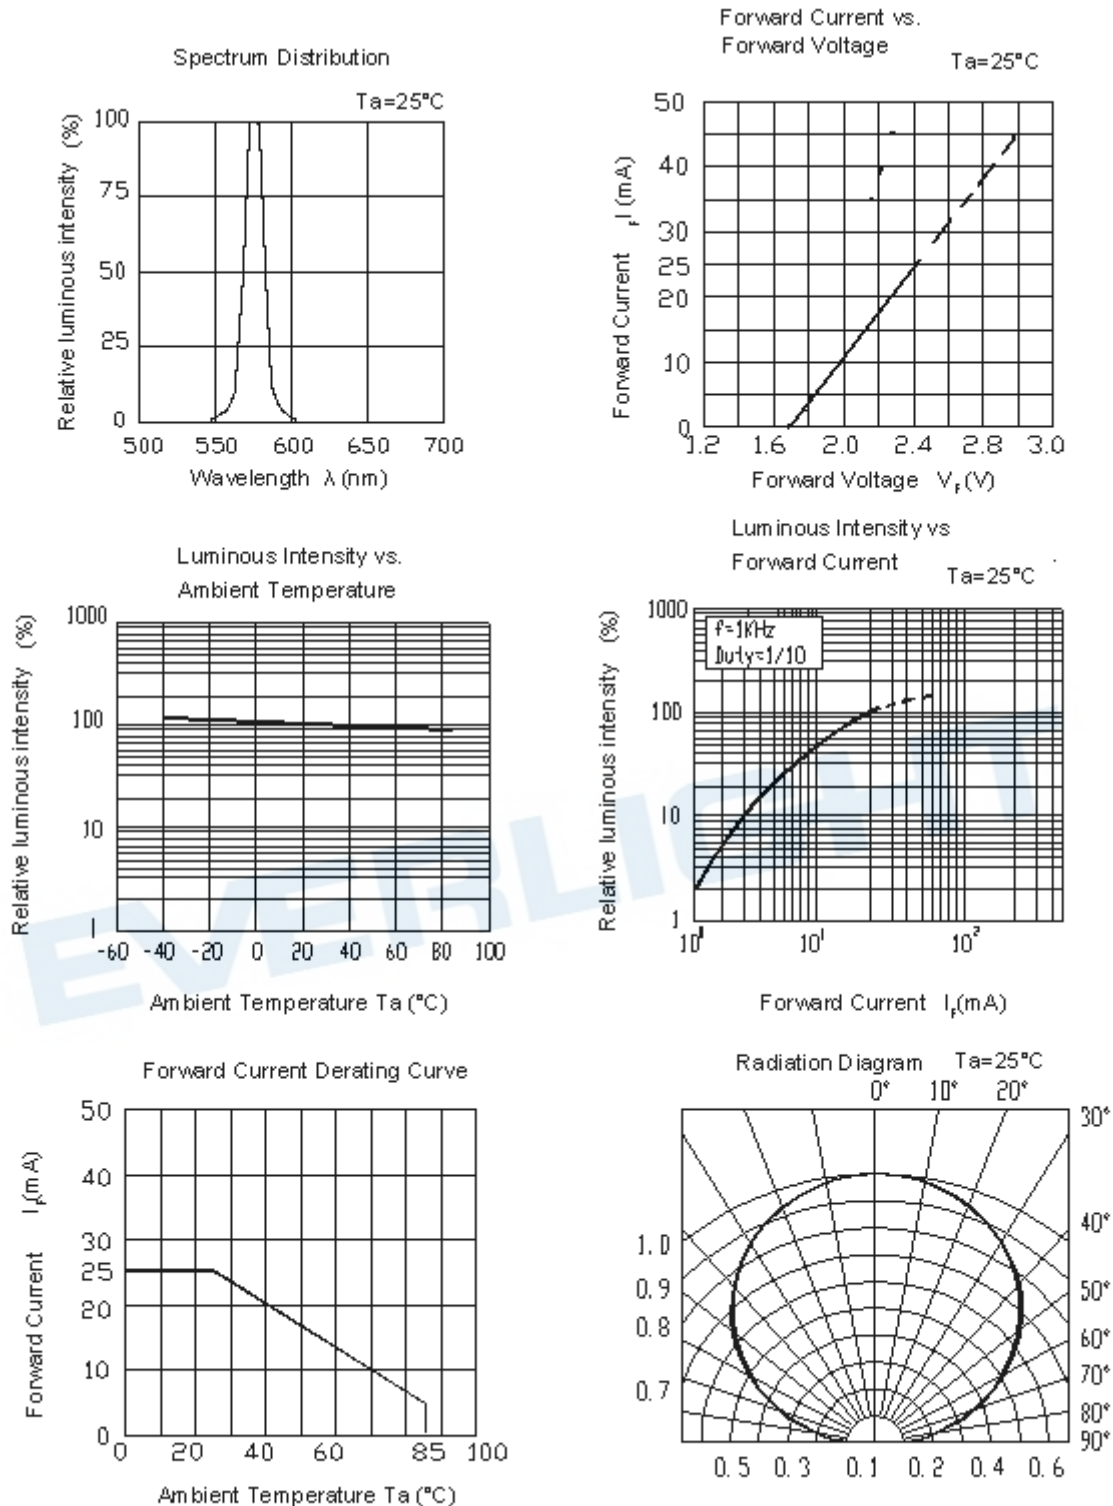 Spectrum Distribution
Ta=25°C
Relative luminous intensity (%)
100
75
50
25
0
500 550 600 650 700
Wavelength λ (nm)
Forward Current vs.
Forward Voltage
Ta=25°C
Forward Current IF (mA)
50
40
30
25
20
10
0
1.2 1.6 2.0 2.4 2.8 3.0
Forward Voltage VF (V)
Luminous Intensity vs.
Ambient Temperature
Relative luminous intensity (%)
1000
100
10
1
-60 -40 -20 0 20 40 60 80 100
Ambient Temperature Ta (°C)
Luminous Intensity vs
Forward Current
Ta=25°C
f=1KHz
Duty=1/10
Relative luminous intensity (%)
1000
100
10
1
10⁰ 10¹ 10²
Forward Current IF(mA)
EVERLIGHT
Forward Current Derating Curve
Forward Current IF(mA)
50
40
30
25
20
10
0
0 20 40 60 85 100
Ambient Temperature Ta (°C)
Radiation Diagram Ta=25°C
0° 10° 20°
30°
40°
50°
60°
70°
80°
90°
1.0
0.9
0.8
0.7
0.5 0.3 0.1 0.2 0.4 0.6